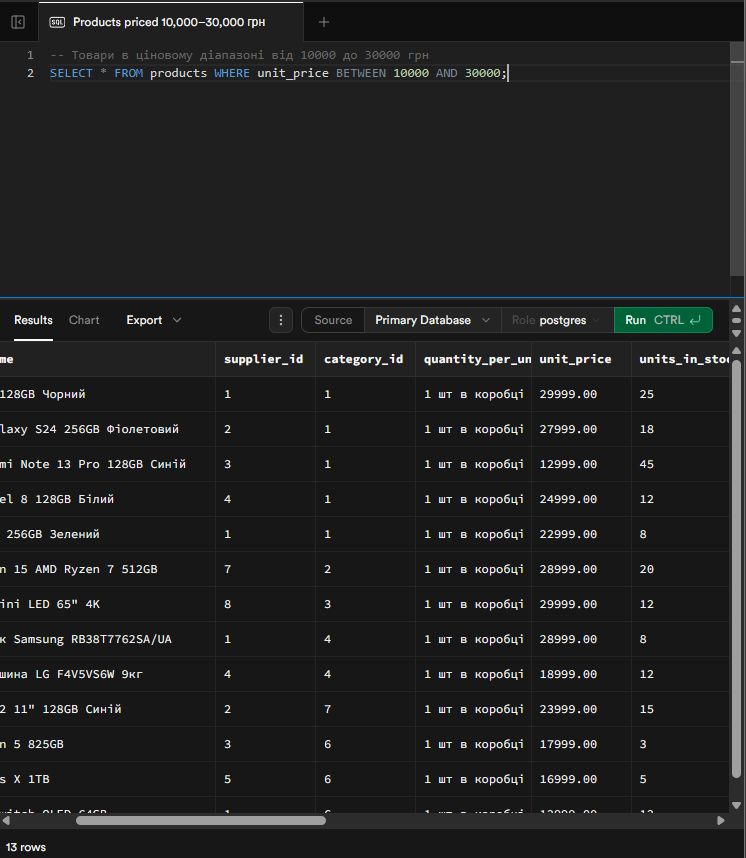 SQL Products priced 10,000–30,000 грн +
1 -- Товари в ціновому діапазоні від 10000 до 30000 грн
2 SELECT * FROM products WHERE unit_price BETWEEN 10000 AND 30000;
Results Chart Export Source Primary Database Role postgres Run CTRL
me supplier_id category_id quantity_per_un unit_price units_in_sto
128GB Чорний 1 1 1 шт в коробці 29999.00 25
laxy S24 256GB Фіолетовий 2 1 1 шт в коробці 27999.00 18
mi Note 13 Pro 128GB Синій 3 1 1 шт в коробці 12999.00 45
el 8 128GB Білий 4 1 1 шт в коробці 24999.00 12
256GB Зелений 1 1 1 шт в коробці 22999.00 8
n 15 AMD Ryzen 7 512GB 7 2 1 шт в коробці 28999.00 20
ini LED 65" 4K 8 3 1 шт в коробці 29999.00 12
к Samsung RB38T7762SA/UA 1 4 1 шт в коробці 28999.00 8
шина LG F4V5VS6W 9кг 4 4 1 шт в коробці 18999.00 12
2 11" 128GB Синій 2 7 1 шт в коробці 23999.00 15
n 5 825GB 3 6 1 шт в коробці 17999.00 3
s X 1TB 5 6 1 шт в коробці 16999.00 5
13 rows